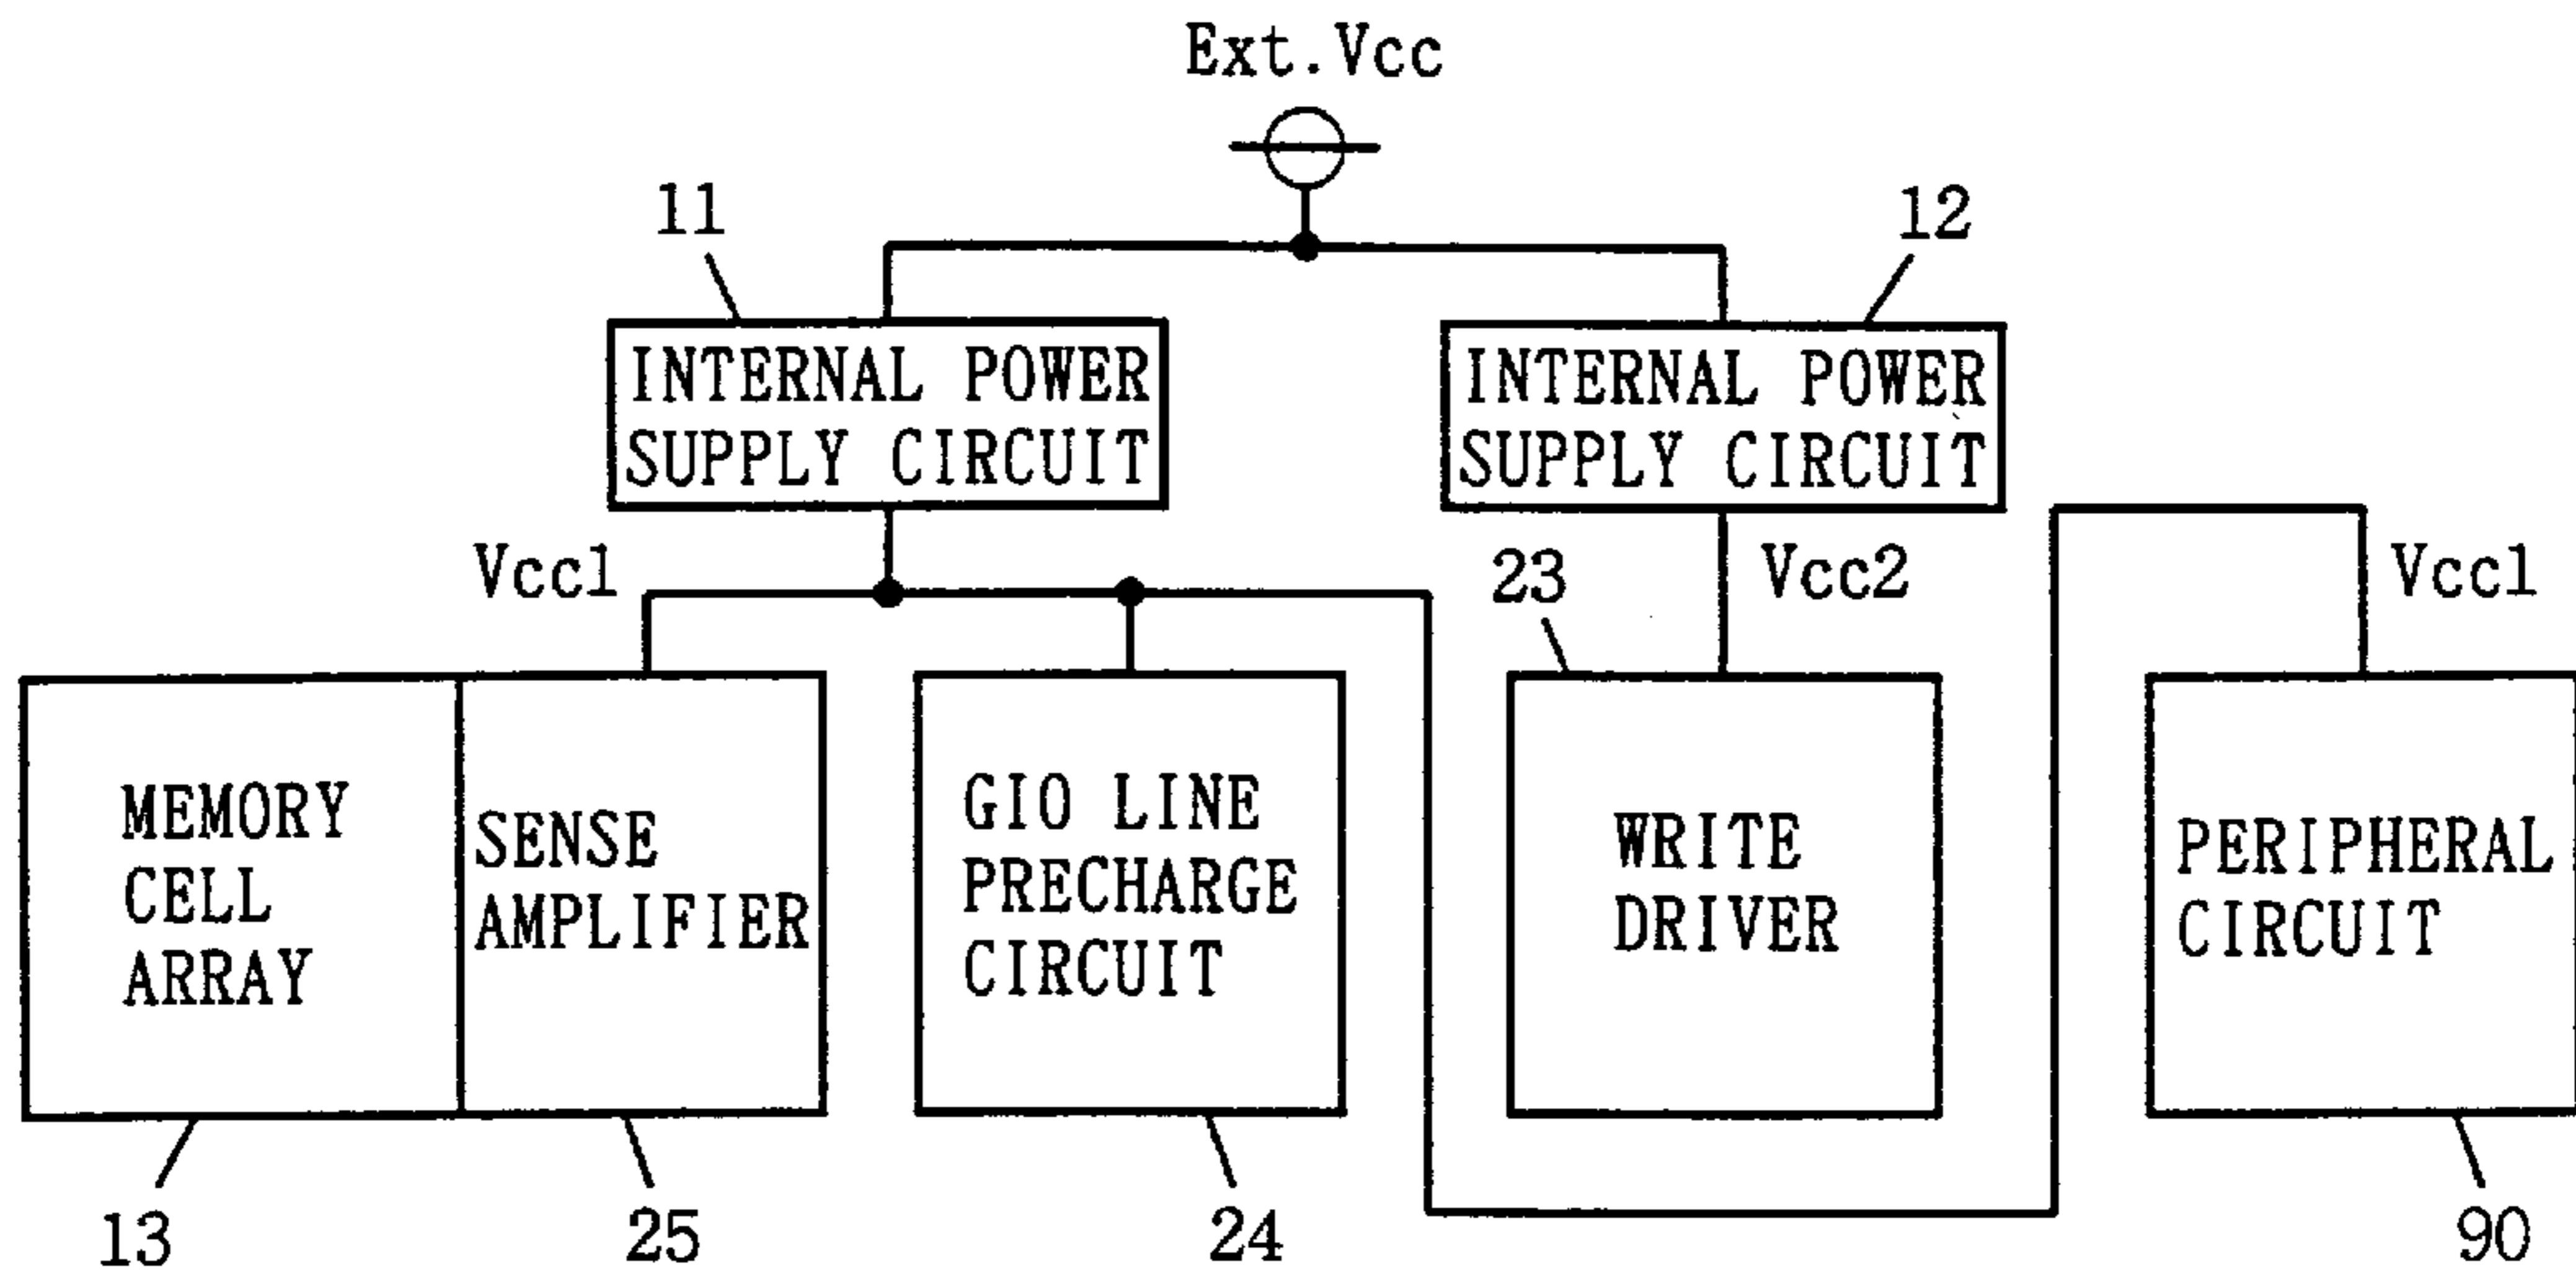 Ext.Vcc
11
12
INTERNAL POWER
SUPPLY CIRCUIT
INTERNAL POWER
SUPPLY CIRCUIT
Vcc1
23
Vcc2
Vcc1
MEMORY
CELL
ARRAY
SENSE
AMPLIFIER
GIO LINE
PRECHARGE
CIRCUIT
WRITE
DRIVER
PERIPHERAL
CIRCUIT
13
25
24
90